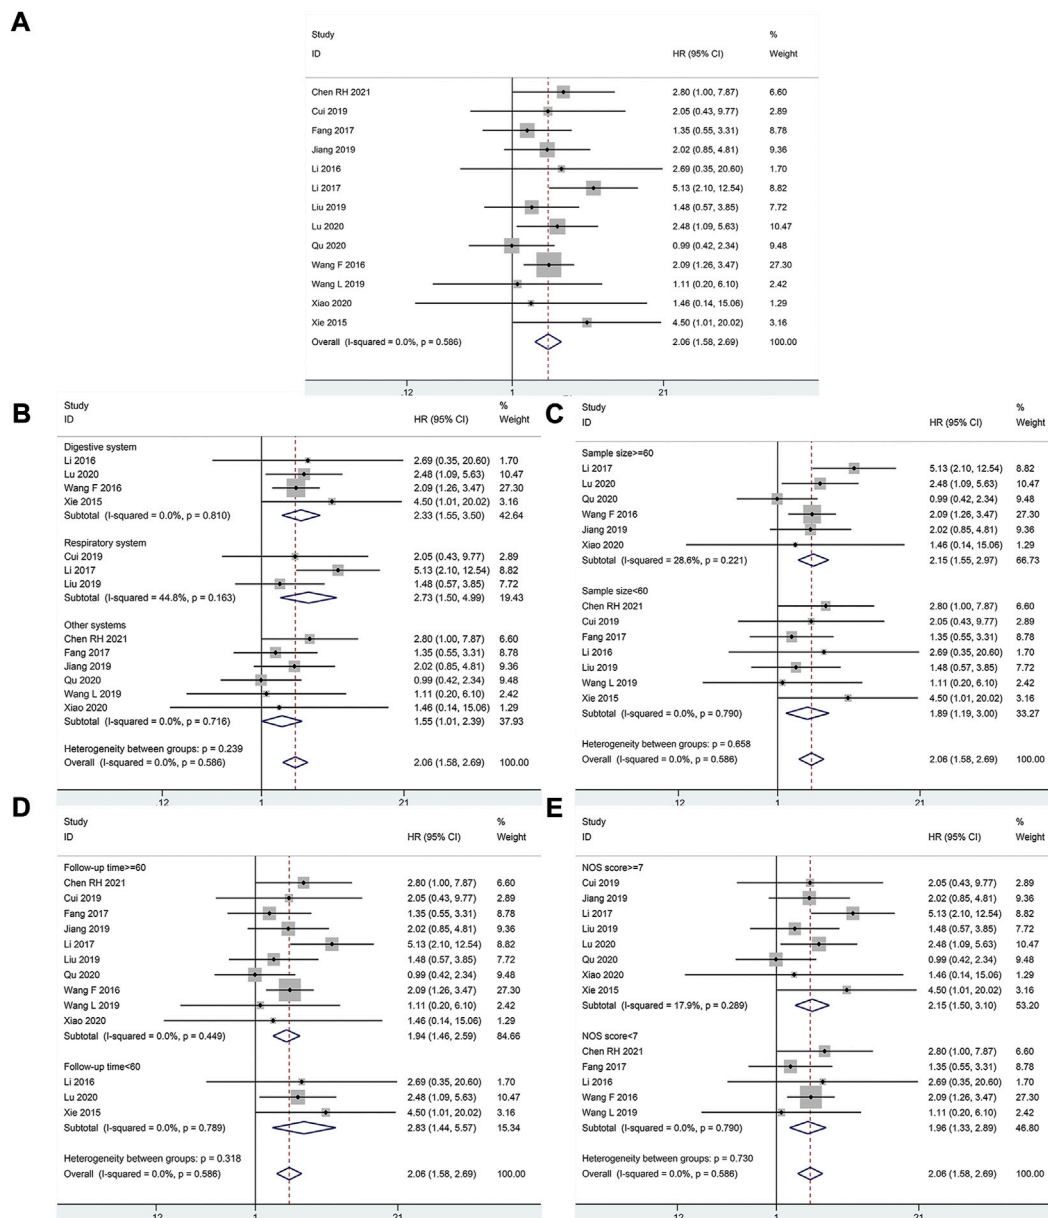 A
Study %
ID HR (95% CI) Weight
Chen RH 2021 2.80 (1.00, 7.87) 6.60
Cui 2019 2.05 (0.43, 9.77) 2.89
Fang 2017 1.35 (0.55, 3.31) 8.78
Jiang 2019 2.02 (0.85, 4.81) 9.36
Li 2016 2.69 (0.35, 20.60) 1.70
Li 2017 5.13 (2.10, 12.54) 8.82
Liu 2019 1.48 (0.57, 3.85) 7.72
Lu 2020 2.48 (1.09, 5.63) 10.47
Qu 2020 0.99 (0.42, 2.34) 9.48
Wang F 2016 2.09 (1.26, 3.47) 27.30
Wang L 2019 1.11 (0.20, 6.10) 2.42
Xiao 2020 1.46 (0.14, 15.06) 1.29
Xie 2015 4.50 (1.01, 20.02) 3.16
Overall (I-squared = 0.0%, p = 0.586) 2.06 (1.58, 2.69) 100.00
.12 1 21
B
Study %
ID HR (95% CI) Weight
Digestive system
Li 2016 2.69 (0.35, 20.60) 1.70
Lu 2020 2.48 (1.09, 5.63) 10.47
Wang F 2016 2.09 (1.26, 3.47) 27.30
Xie 2015 4.50 (1.01, 20.02) 3.16
Subtotal (I-squared = 0.0%, p = 0.810) 2.33 (1.55, 3.50) 42.64
Respiratory system
Cui 2019 2.05 (0.43, 9.77) 2.89
Li 2017 5.13 (2.10, 12.54) 8.82
Liu 2019 1.48 (0.57, 3.85) 7.72
Subtotal (I-squared = 44.8%, p = 0.163) 2.73 (1.50, 4.99) 19.43
Other systems
Chen RH 2021 2.80 (1.00, 7.87) 6.60
Fang 2017 1.35 (0.55, 3.31) 8.78
Jiang 2019 2.02 (0.85, 4.81) 9.36
Qu 2020 0.99 (0.42, 2.34) 9.48
Wang L 2019 1.11 (0.20, 6.10) 2.42
Xiao 2020 1.46 (0.14, 15.06) 1.29
Subtotal (I-squared = 0.0%, p = 0.716) 1.55 (1.01, 2.39) 37.93
Heterogeneity between groups: p = 0.239
Overall (I-squared = 0.0%, p = 0.586) 2.06 (1.58, 2.69) 100.00
.12 1 21
C
Study %
ID HR (95% CI) Weight
Sample size>=60
Li 2017 5.13 (2.10, 12.54) 8.82
Lu 2020 2.48 (1.09, 5.63) 10.47
Qu 2020 0.99 (0.42, 2.34) 9.48
Wang F 2016 2.09 (1.26, 3.47) 27.30
Jiang 2019 2.02 (0.85, 4.81) 9.36
Xiao 2020 1.46 (0.14, 15.06) 1.29
Subtotal (I-squared = 28.6%, p = 0.221) 2.15 (1.55, 2.97) 66.73
Sample size<60
Chen RH 2021 2.80 (1.00, 7.87) 6.60
Cui 2019 2.05 (0.43, 9.77) 2.89
Fang 2017 1.35 (0.55, 3.31) 8.78
Li 2016 2.69 (0.35, 20.60) 1.70
Liu 2019 1.48 (0.57, 3.85) 7.72
Wang L 2019 1.11 (0.20, 6.10) 2.42
Xie 2015 4.50 (1.01, 20.02) 3.16
Subtotal (I-squared = 0.0%, p = 0.790) 1.89 (1.19, 3.00) 33.27
Heterogeneity between groups: p = 0.658
Overall (I-squared = 0.0%, p = 0.586) 2.06 (1.58, 2.69) 100.00
.12 1 21
D
Study %
ID HR (95% CI) Weight
Follow-up time>=60
Chen RH 2021 2.80 (1.00, 7.87) 6.60
Cui 2019 2.05 (0.43, 9.77) 2.89
Fang 2017 1.35 (0.55, 3.31) 8.78
Jiang 2019 2.02 (0.85, 4.81) 9.36
Li 2017 5.13 (2.10, 12.54) 8.82
Liu 2019 1.48 (0.57, 3.85) 7.72
Qu 2020 0.99 (0.42, 2.34) 9.48
Wang F 2016 2.09 (1.26, 3.47) 27.30
Wang L 2019 1.11 (0.20, 6.10) 2.42
Xiao 2020 1.46 (0.14, 15.06) 1.29
Subtotal (I-squared = 0.0%, p = 0.449) 1.94 (1.46, 2.59) 84.66
Follow-up time<60
Li 2016 2.69 (0.35, 20.60) 1.70
Lu 2020 2.48 (1.09, 5.63) 10.47
Xie 2015 4.50 (1.01, 20.02) 3.16
Subtotal (I-squared = 0.0%, p = 0.789) 2.83 (1.44, 5.57) 15.34
Heterogeneity between groups: p = 0.318
Overall (I-squared = 0.0%, p = 0.586) 2.06 (1.58, 2.69) 100.00
.12 1 21
E
Study %
ID HR (95% CI) Weight
NOS score>=7
Cui 2019 2.05 (0.43, 9.77) 2.89
Jiang 2019 2.02 (0.85, 4.81) 9.36
Li 2017 5.13 (2.10, 12.54) 8.82
Liu 2019 1.48 (0.57, 3.85) 7.72
Lu 2020 2.48 (1.09, 5.63) 10.47
Qu 2020 0.99 (0.42, 2.34) 9.48
Xiao 2020 1.46 (0.14, 15.06) 1.29
Xie 2015 4.50 (1.01, 20.02) 3.16
Subtotal (I-squared = 17.9%, p = 0.289) 2.15 (1.50, 3.10) 53.20
NOS score<7
Chen RH 2021 2.80 (1.00, 7.87) 6.60
Fang 2017 1.35 (0.55, 3.31) 8.78
Li 2016 2.69 (0.35, 20.60) 1.70
Wang F 2016 2.09 (1.26, 3.47) 27.30
Wang L 2019 1.11 (0.20, 6.10) 2.42
Subtotal (I-squared = 0.0%, p = 0.790) 1.96 (1.33, 2.89) 46.80
Heterogeneity between groups: p = 0.730
Overall (I-squared = 0.0%, p = 0.586) 2.06 (1.58, 2.69) 100.00
.12 1 21